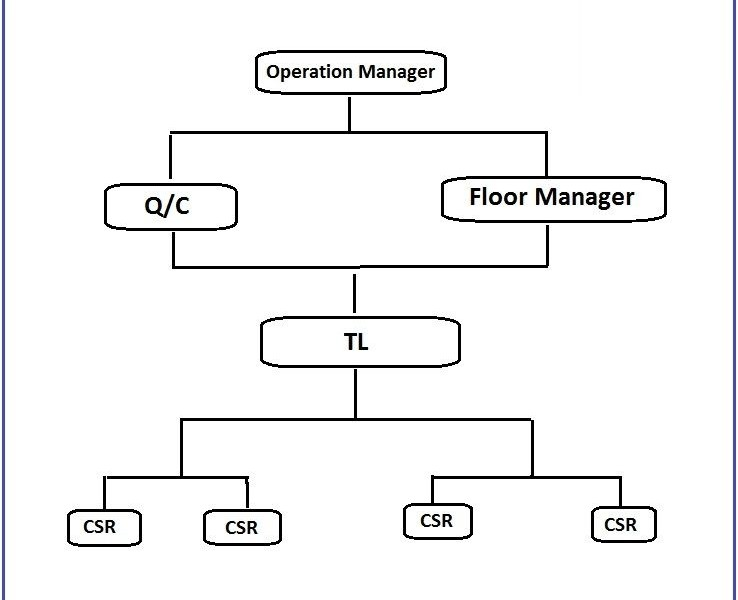 Operation Manager
Q/C
Floor Manager
TL
CSR
CSR
CSR
CSR